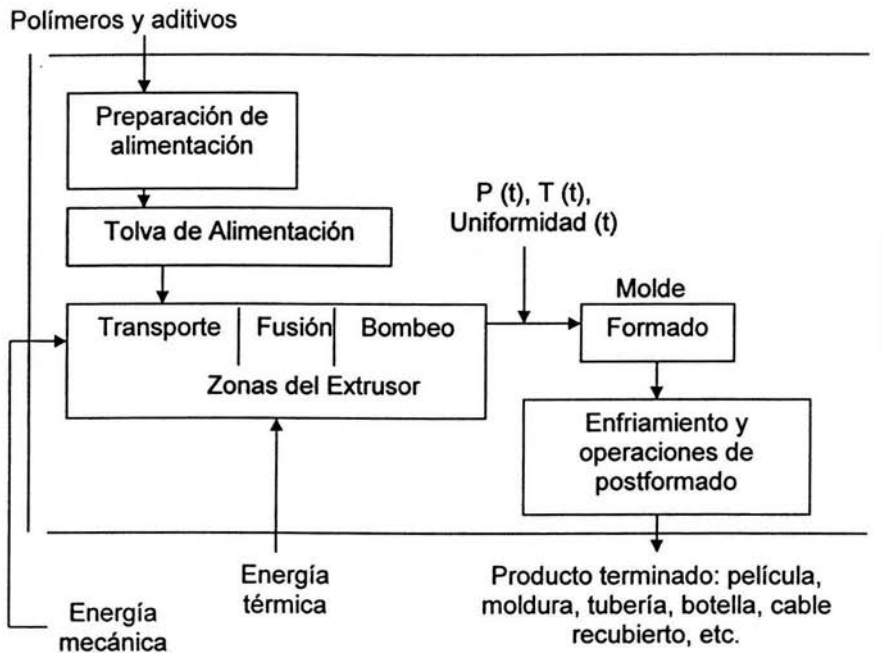 Polímeros y aditivos
Preparación de
alimentación
Tolva de Alimentación
P (t), T (t),
Uniformidad (t)
Transporte
Fusión
Bombeo
Zonas del Extrusor
Molde
Formado
Enfriamiento y
operaciones de
postformado
Energía
térmica
Energía
mecánica
Producto terminado: película,
moldura, tubería, botella, cable
recubierto, etc.